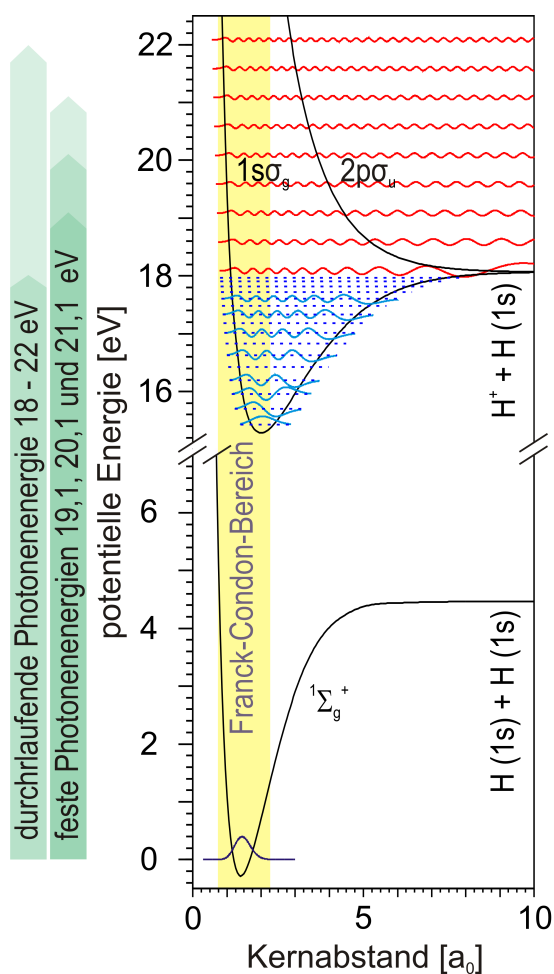 durchrlaufende Photonenenergie 18 - 22 eV
feste Photonenenergien 19,1, 20,1 und 21,1 eV
potentielle Energie [eV]
22
20
18
16
6
4
2
0
1sσg
2pσu
H⁺ + H (1s)
Franck-Condon-Bereich
¹Σg⁺
H (1s) + H (1s)
0
5
10
Kernabstand [a₀]